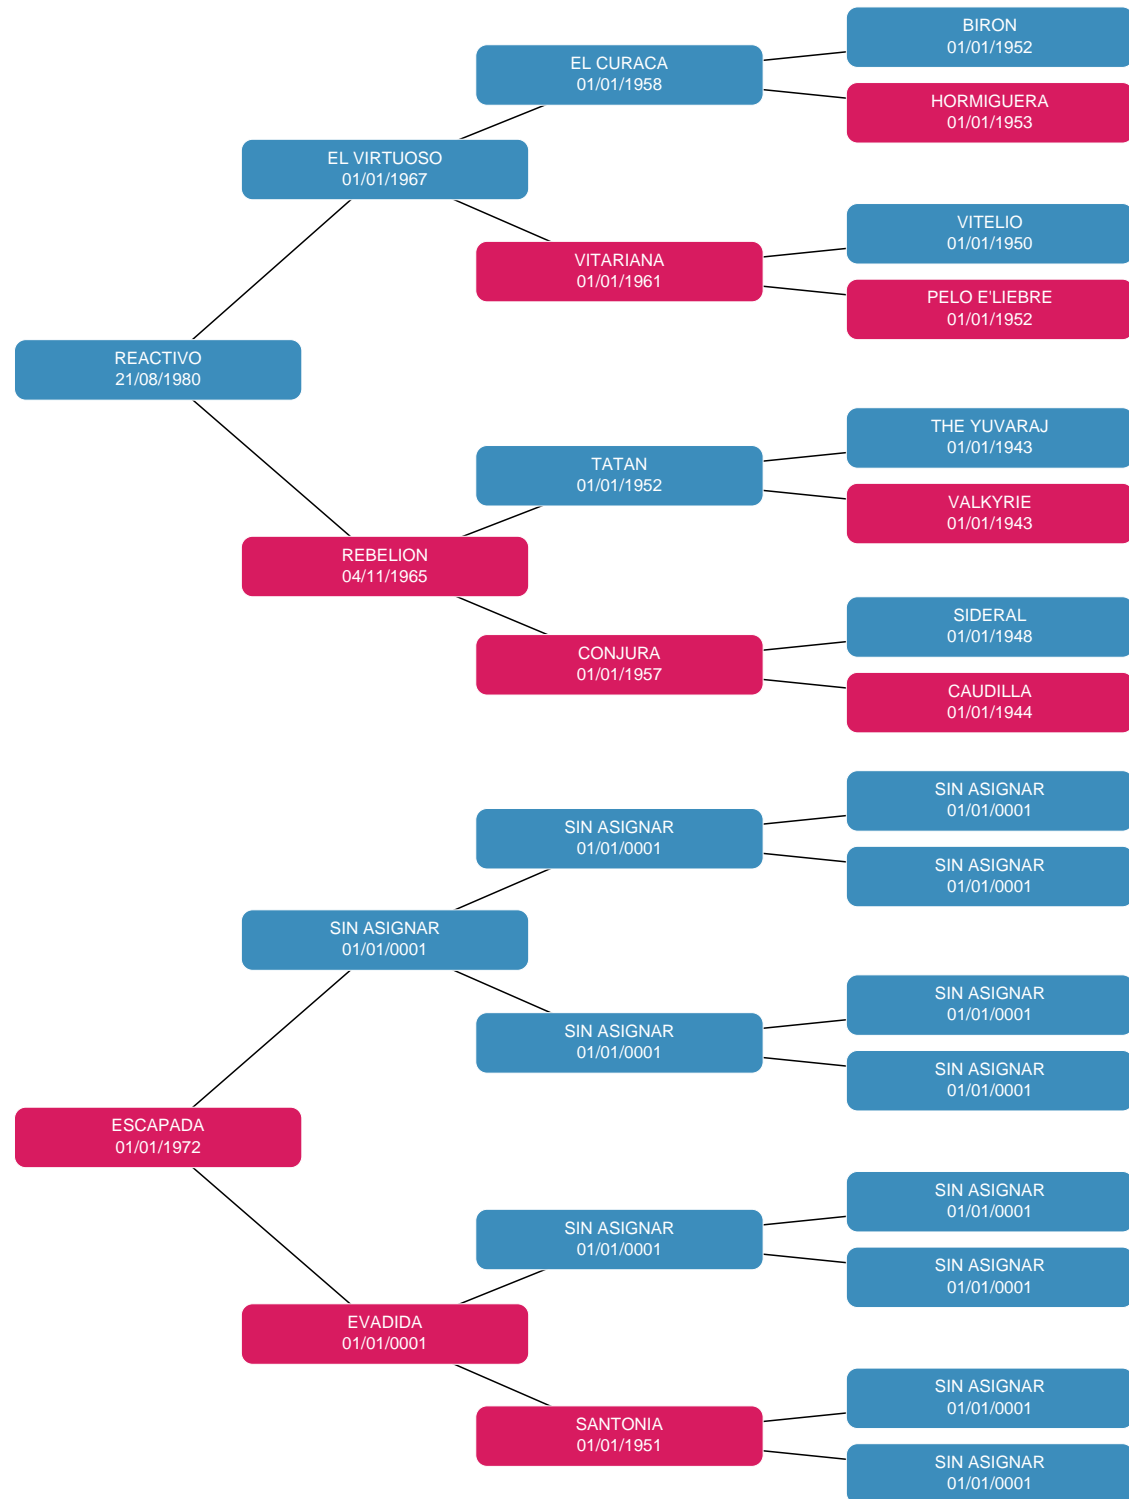 BIRON
01/01/1952
EL CURACA
01/01/1958
HORMIGUERA
01/01/1953
EL VIRTUOSO
01/01/1967
VITELIO
01/01/1950
VITARIANA
01/01/1961
PELO E'LIEBRE
01/01/1952
REACTIVO
21/08/1980
THE YUVARAJ
01/01/1943
TATAN
01/01/1952
VALKYRIE
01/01/1943
REBELION
04/11/1965
SIDERAL
01/01/1948
CONJURA
01/01/1957
CAUDILLA
01/01/1944
SIN ASIGNAR
01/01/0001
SIN ASIGNAR
01/01/0001
SIN ASIGNAR
01/01/0001
SIN ASIGNAR
01/01/0001
SIN ASIGNAR
01/01/0001
SIN ASIGNAR
01/01/0001
SIN ASIGNAR
01/01/0001
ESCAPADA
01/01/1972
SIN ASIGNAR
01/01/0001
SIN ASIGNAR
01/01/0001
SIN ASIGNAR
01/01/0001
EVADIDA
01/01/0001
SIN ASIGNAR
01/01/0001
SANTONIA
01/01/1951
SIN ASIGNAR
01/01/0001